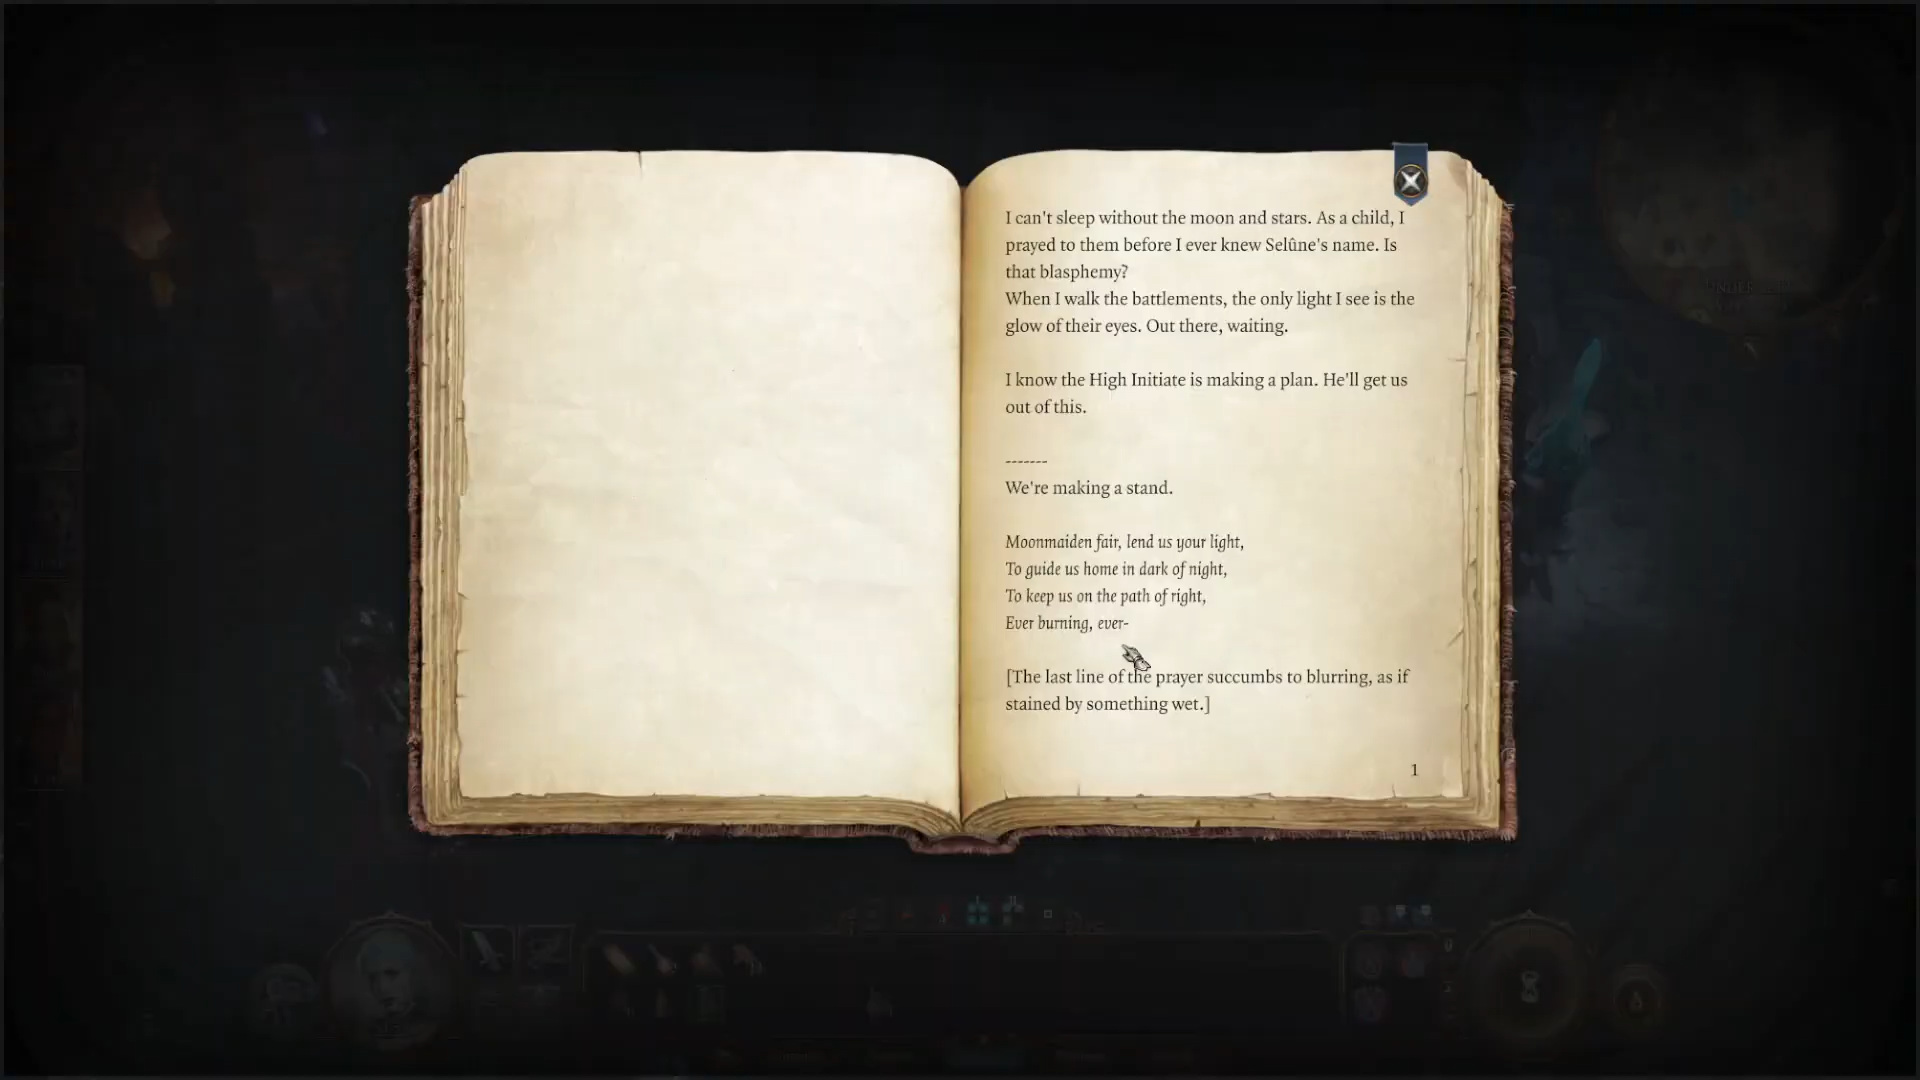 I can't sleep without the moon and stars. As a child, I
prayed to them before I ever knew Selûne's name. Is
that blasphemy?
When I walk the battlements, the only light I see is the
glow of their eyes. Out there, waiting.
I know the High Initiate is making a plan. He'll get us
out of this.
-------
We're making a stand.
Moonmaiden fair, lend us your light,
To guide us home in dark of night,
To keep us on the path of right,
Ever burning, ever-
[The last line of the prayer succumbs to blurring, as if
stained by something wet.]
1